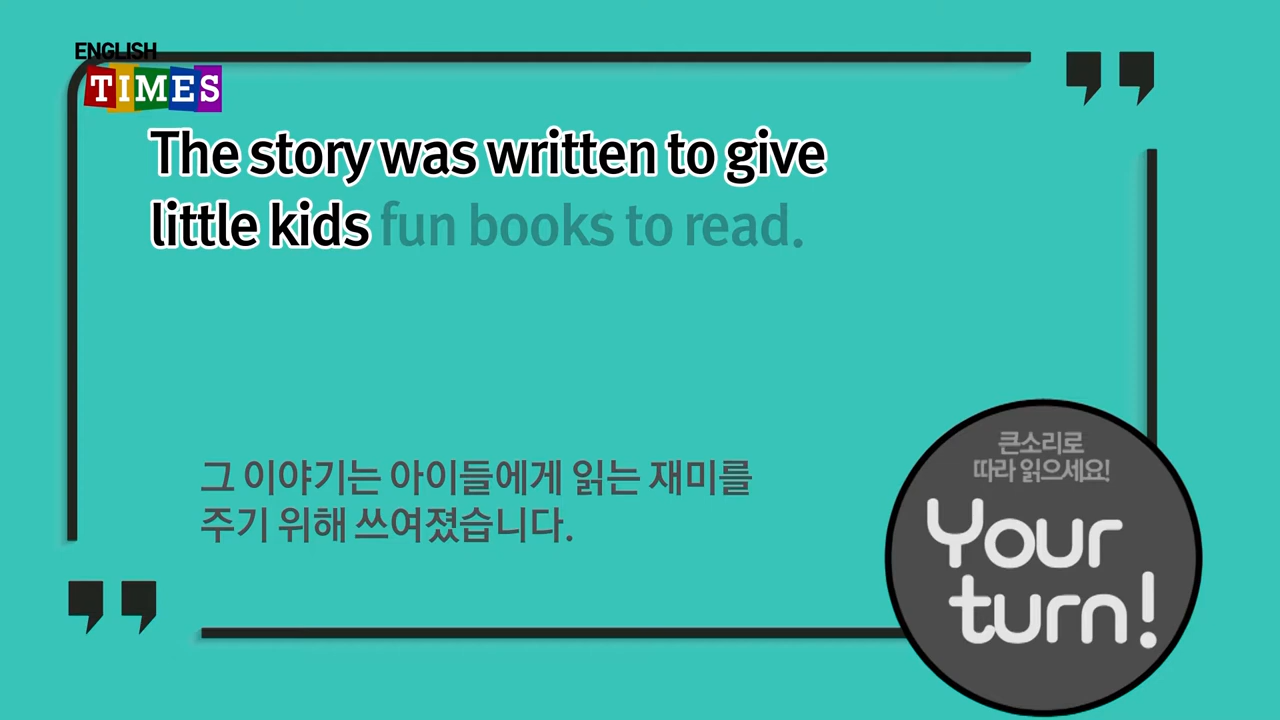 ENGLISH
TIMES
The story was written to give
little kids fun books to read.
그 이야기는 아이들에게 읽는 재미를
주기 위해 쓰여졌습니다.
큰소리로
따라 읽으세요!
Your
turn!